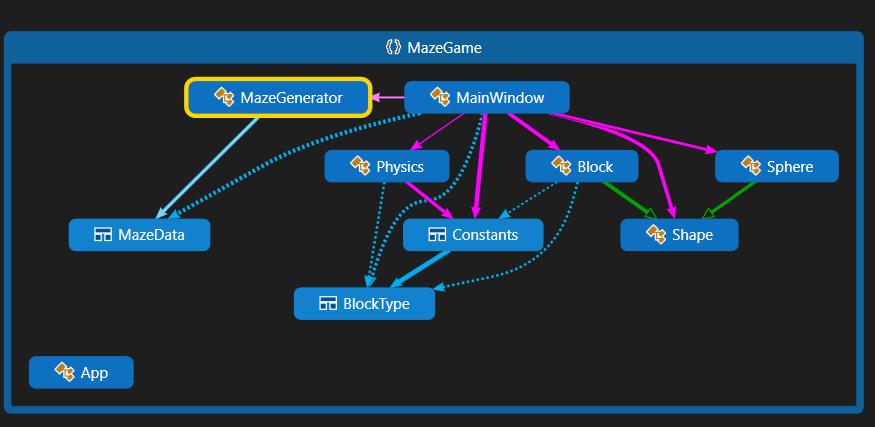 MazeGame
MazeGenerator
MainWindow
Physics
Block
Sphere
MazeData
Constants
Shape
BlockType
App